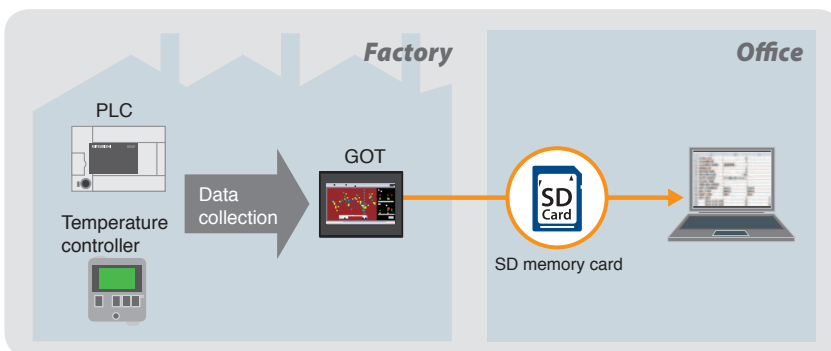 Factory
Office
PLC
GOT
Data
collection
Temperature
controller
SD
Card
SD memory card